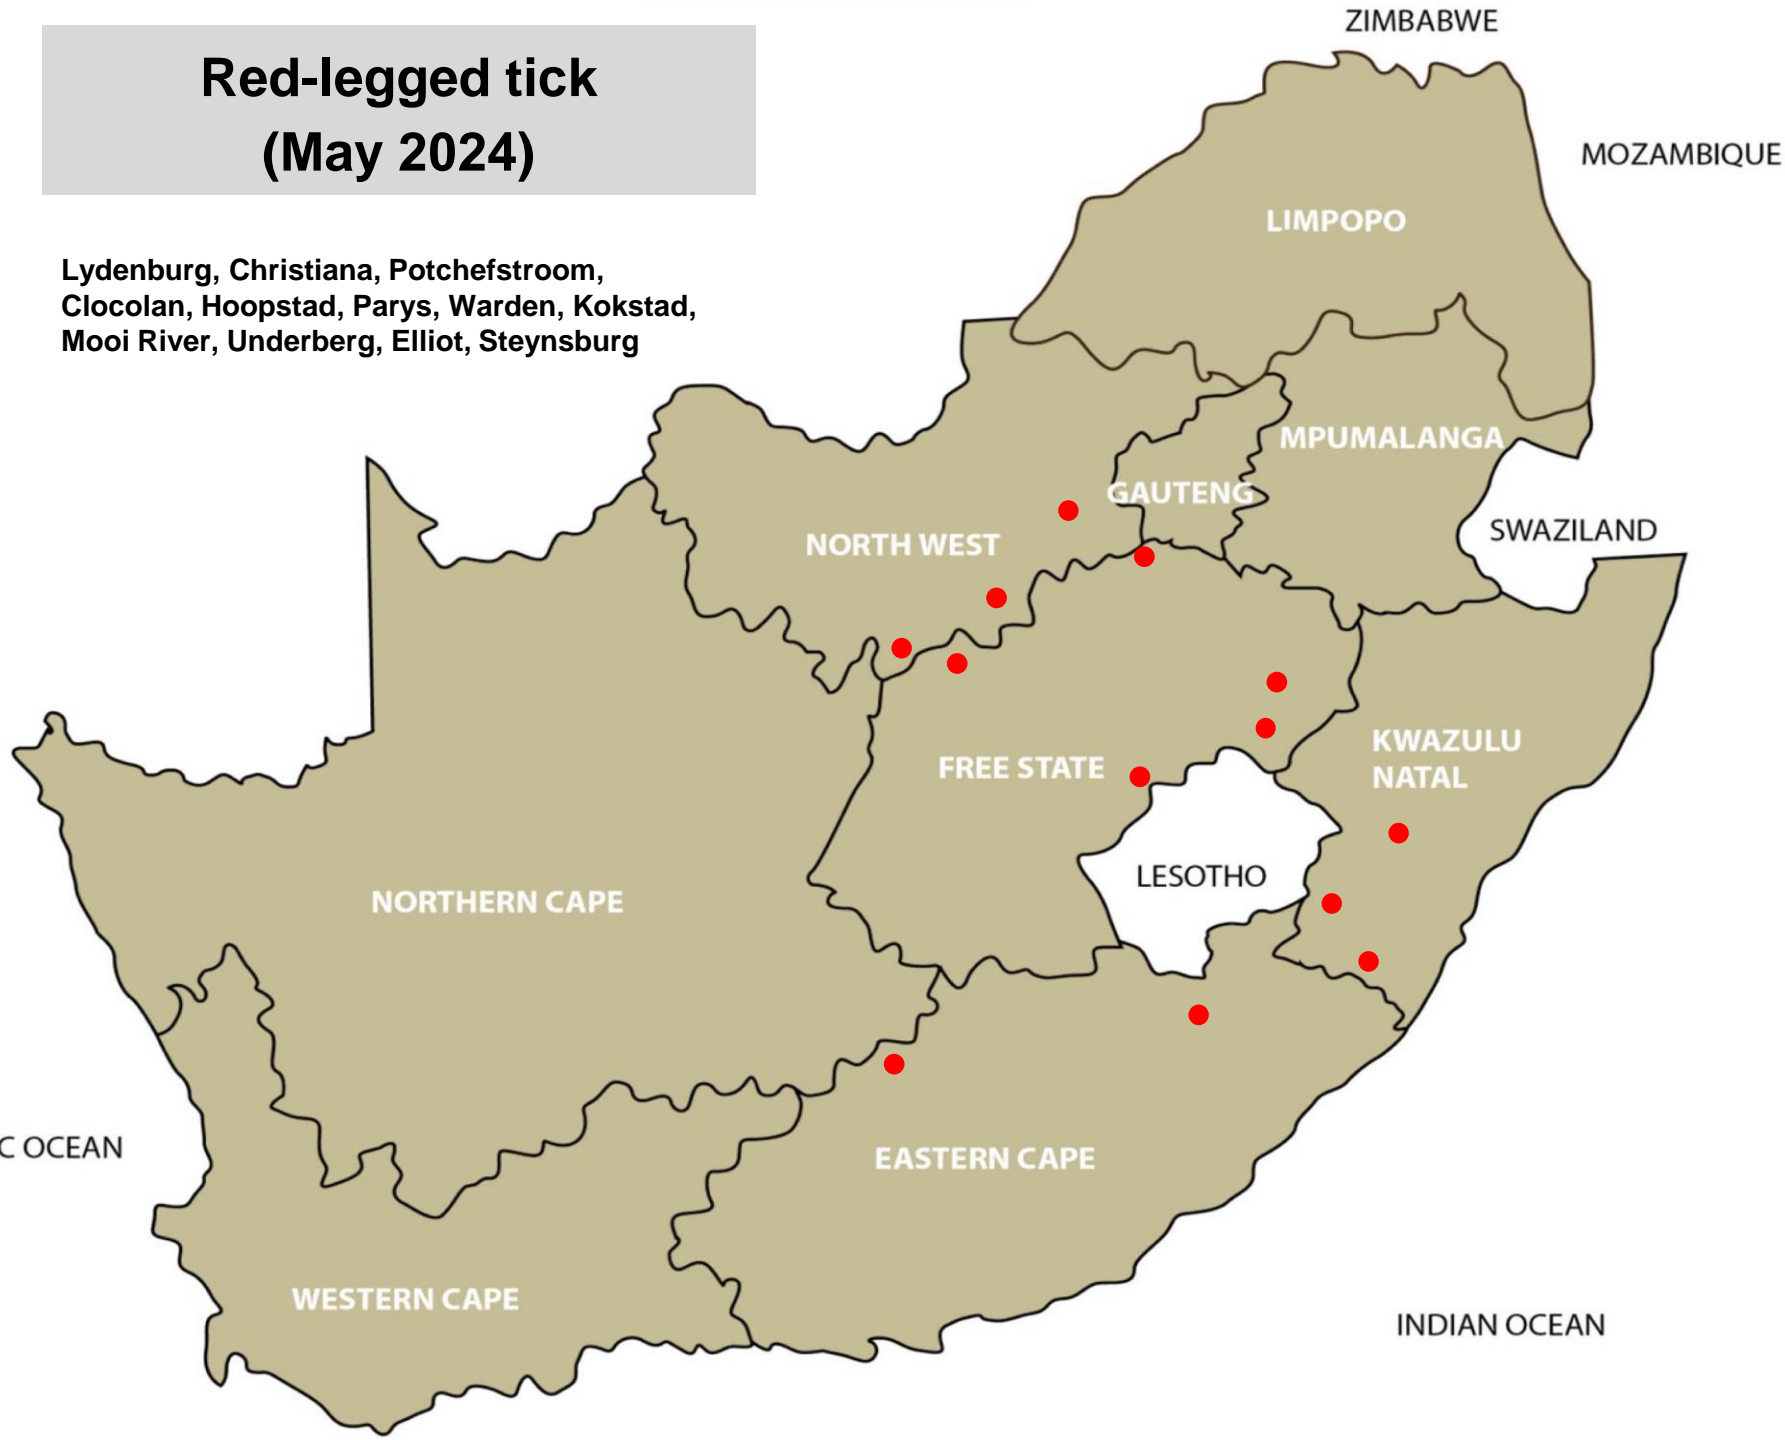 Red-legged tick
(May 2024)
Lydenburg, Christiana, Potchefstroom,
Clocolan, Hoopstad, Parys, Warden, Kokstad,
Mooi River, Underberg, Elliot, Steynsburg
ZIMBABWE
MOZAMBIQUE
LIMPOPO
MPUMALANGA
GAUTENG
SWAZILAND
NORTH WEST
KWAZULU
NATAL
FREE STATE
LESOTHO
NORTHERN CAPE
C OCEAN
EASTERN CAPE
WESTERN CAPE
INDIAN OCEAN